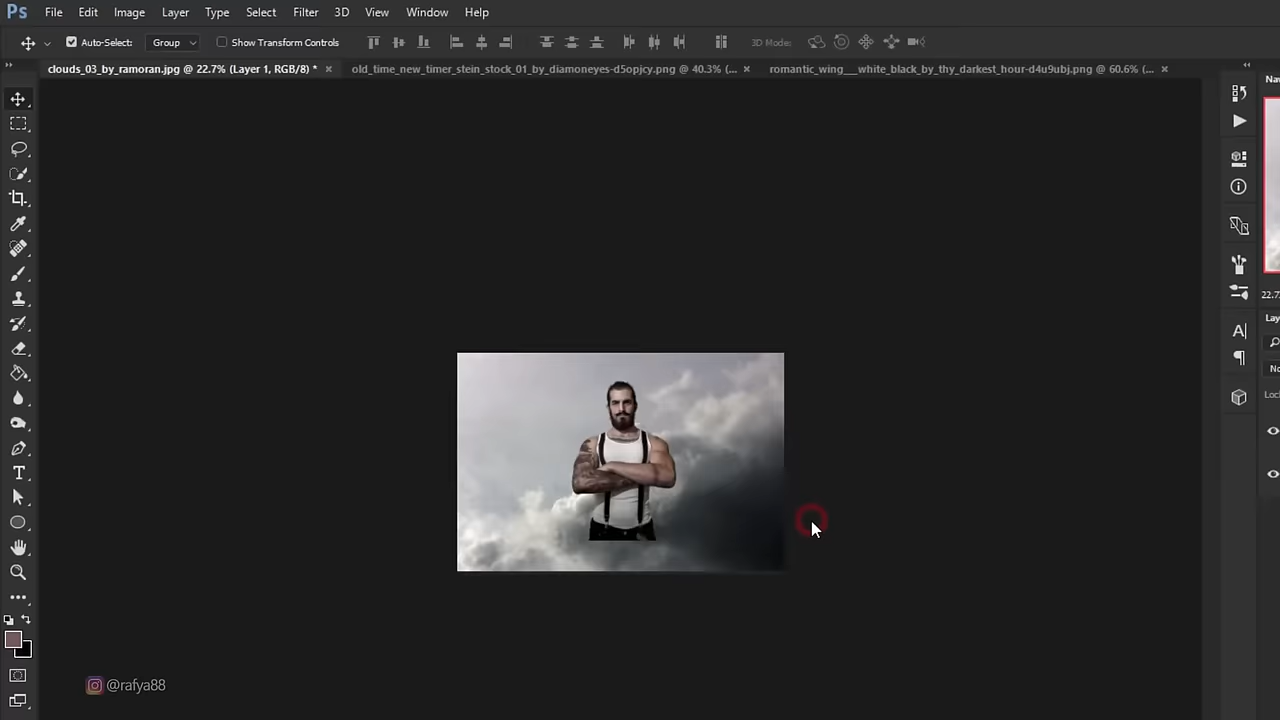 Ps File Edit Image Layer Type Select Filter 3D View Window Help
Auto-Select: Group Show Transform Controls 3D Mode:
clouds_03_by_ramoran.jpg @ 22.7% (Layer 1, RGB/8) * × old_time_new_timer_stein_stock_01_by_diamoneyes-d5opjcy.png @ 40.3% (... × romantic_wing___white_black_by_thy_darkest_hour-d4u9ubj.png @ 60.6% (... ×
@rafya88